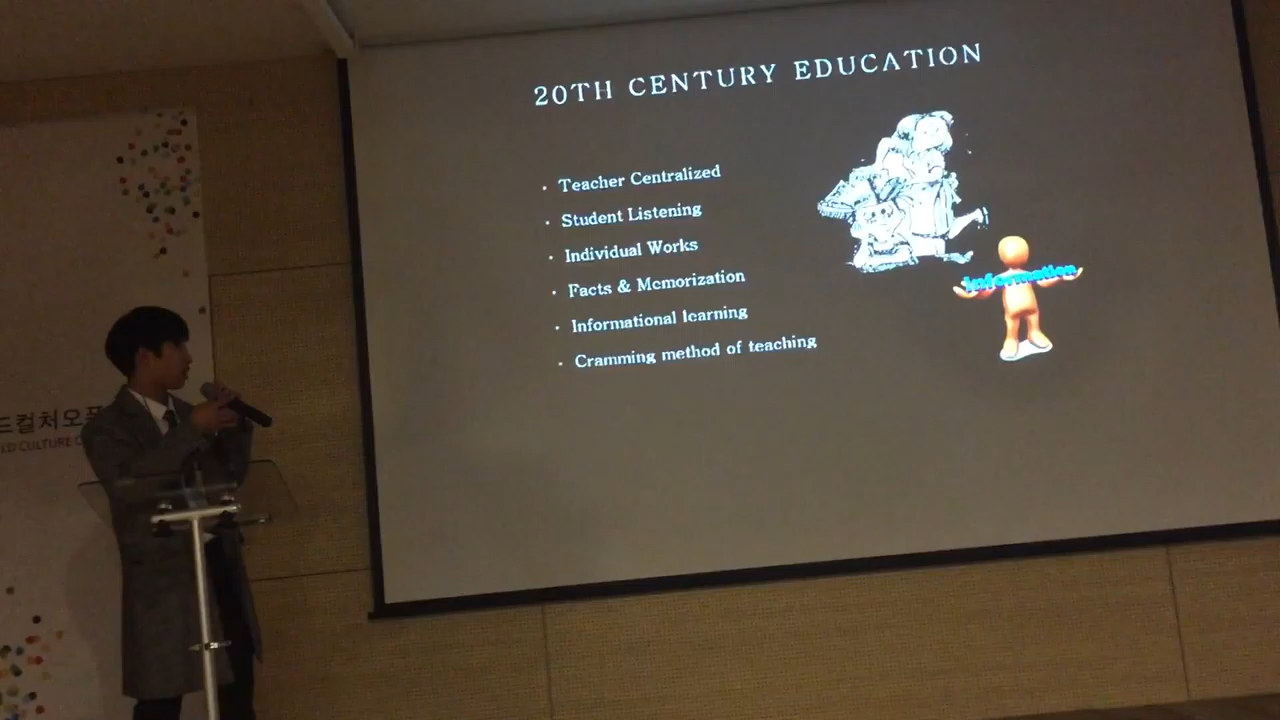 20TH CENTURY EDUCATION
· Teacher Centralized
· Student Listening
· Individual Works
· Facts & Memorization
· Informational learning
· Cramming method of teaching
information
드컬처오픈
LD CULTURE